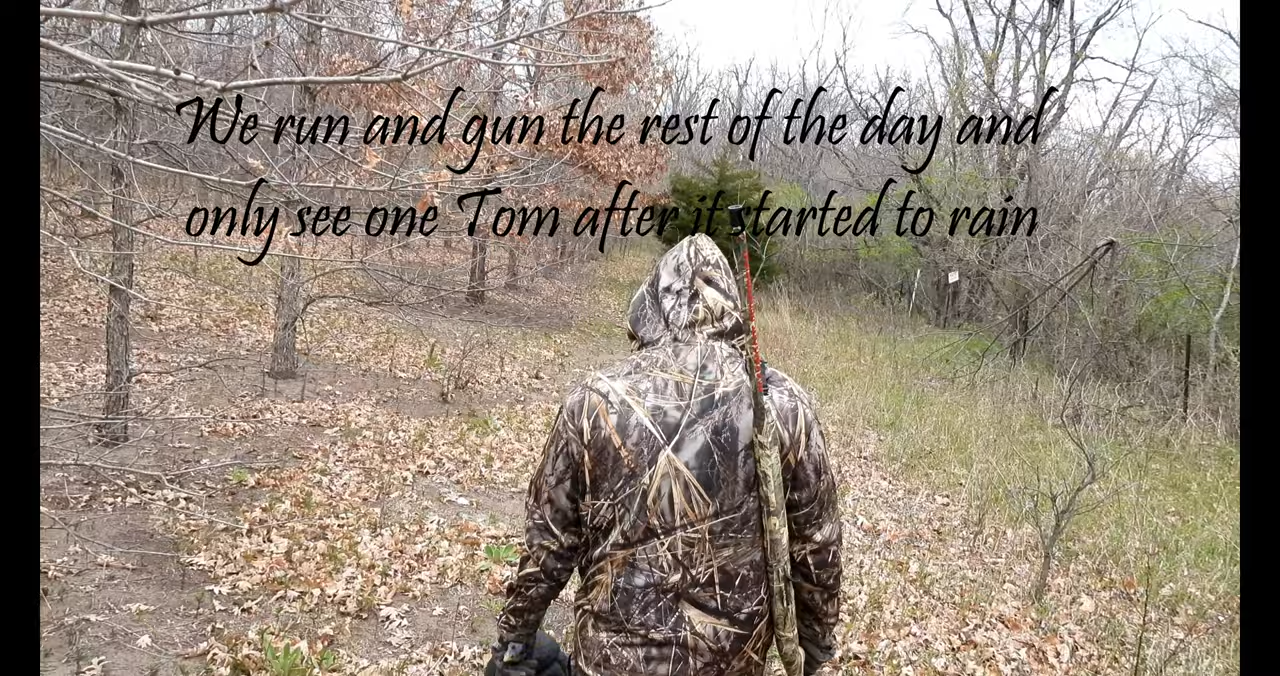 We run and gun the rest of the day and
only see one Tom after it started to rain